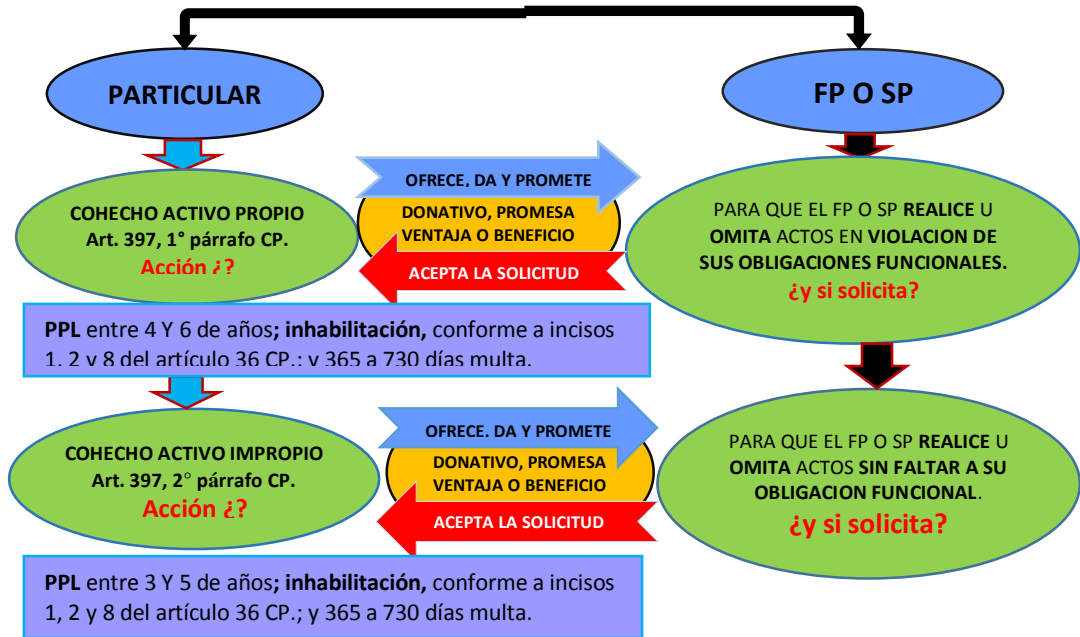 PARTICULAR
FP O SP
COHECHO ACTIVO PROPIO
Art. 397, 1° párrafo CP.
Acción ¿?
OFRECE, DA Y PROMETE
DONATIVO, PROMESA
VENTAJA O BENEFICIO
ACEPTA LA SOLICITUD
PARA QUE EL FP O SP REALICE U
OMITA ACTOS EN VIOLACION DE
SUS OBLIGACIONES FUNCIONALES.
¿y si solicita?
PPL entre 4 Y 6 de años; inhabilitación, conforme a incisos
1, 2 y 8 del artículo 36 CP.; y 365 a 730 días multa.
COHECHO ACTIVO IMPROPIO
Art. 397, 2° párrafo CP.
Acción ¿?
OFRECE. DA Y PROMETE
DONATIVO, PROMESA
VENTAJA O BENEFICIO
ACEPTA LA SOLICITUD
PARA QUE EL FP O SP REALICE U
OMITA ACTOS SIN FALTAR A SU
OBLIGACION FUNCIONAL.
¿y si solicita?
PPL entre 3 Y 5 de años; inhabilitación, conforme a incisos
1, 2 y 8 del artículo 36 CP.; y 365 a 730 días multa.